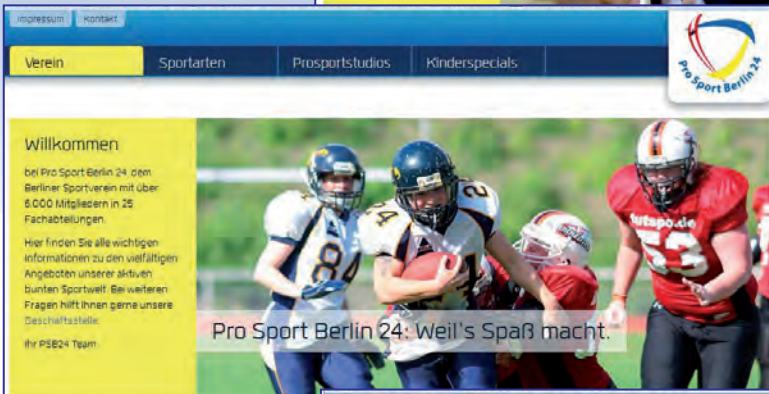 Impressum Kontakt
Verein Sportarten Prosportstudios Kinderspecials
Pro Sport Berlin 24
Willkommen
bei Pro Sport Berlin 24, dem
Berliner Sportverein mit über
6.000 Mitgliedern in 25
Fachabteilungen.
Hier finden Sie alle wichtigen
Informationen zu den vielfältigen
Angeboten unserer aktiven
bunten Sportwelt. Bei weiteren
Fragen hilft Ihnen gerne unsere
Geschäftsstelle.
Ihr PSB24 Team
84
24
2
tutspo.de
53
Pro Sport Berlin 24: Weil's Spaß macht.